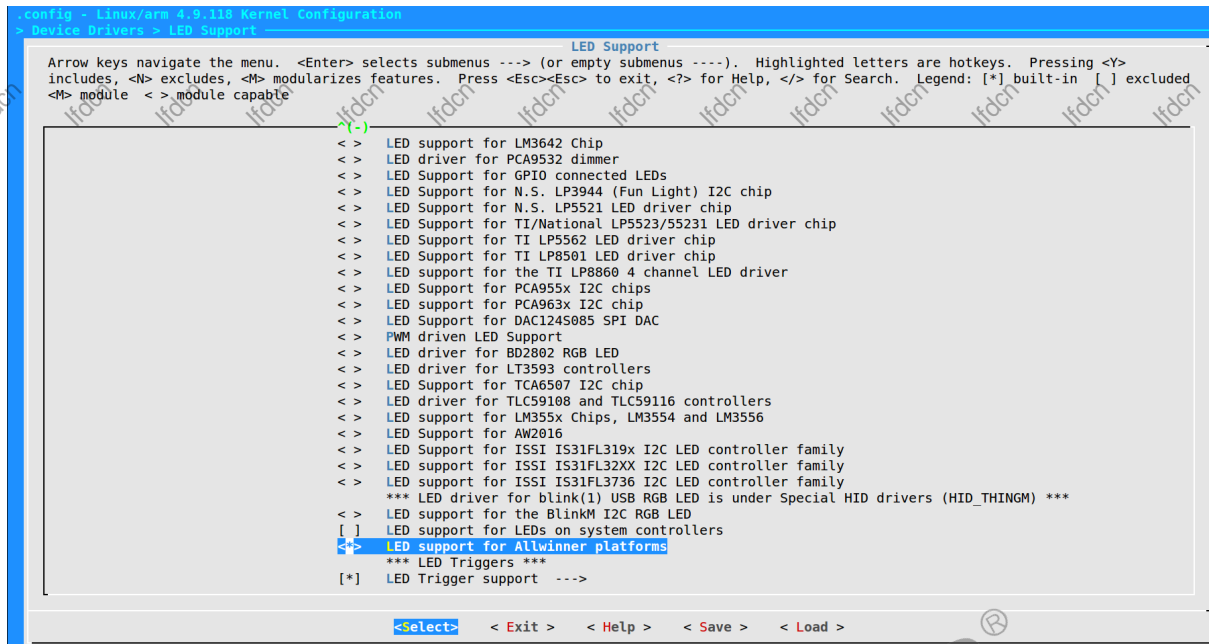 .config - Linux/arm 4.9.118 Kernel Configuration
> Device Drivers > LED Support
LED Support
Arrow keys navigate the menu.  <Enter> selects submenus ---> (or empty submenus ----).  Highlighted letters are hotkeys.  Pressing <Y>
includes, <N> excludes, <M> modularizes features.  Press <Esc><Esc> to exit, <?> for Help, </> for Search.  Legend: [*] built-in  [ ] excluded
<M> module  < > module capable
lfdcn lfdcn lfdcn lfdcn lfdcn lfdcn lfdcn lfdcn lfdcn lfdcn lfdcn lfdcn
^(-)
< >   LED support for LM3642 Chip
< >   LED driver for PCA9532 dimmer
< >   LED Support for GPIO connected LEDs
< >   LED Support for N.S. LP3944 (Fun Light) I2C chip
< >   LED Support for N.S. LP5521 LED driver chip
< >   LED Support for TI/National LP5523/55231 LED driver chip
< >   LED Support for TI LP5562 LED driver chip
< >   LED Support for TI LP8501 LED driver chip
< >   LED support for the TI LP8860 4 channel LED driver
< >   LED Support for PCA955x I2C chips
< >   LED support for PCA963x I2C chip
< >   LED Support for DAC124S085 SPI DAC
< >   PWM driven LED Support
< >   LED driver for BD2802 RGB LED
< >   LED driver for LT3593 controllers
< >   LED Support for TCA6507 I2C chip
< >   LED driver for TLC59108 and TLC59116 controllers
< >   LED support for LM355x Chips, LM3554 and LM3556
< >   LED Support for AW2016
< >   LED Support for ISSI IS31FL319x I2C LED controller family
< >   LED Support for ISSI IS31FL32XX I2C LED controller family
< >   LED support for ISSI IS31FL3736 I2C LED controller family
*** LED driver for blink(1) USB RGB LED is under Special HID drivers (HID_THINGM) ***
< >   LED support for the BlinkM I2C RGB LED
[ ]   LED support for LEDs on system controllers
<*>   LED support for Allwinner platforms
*** LED Triggers ***
[*]   LED Trigger support  --->
<Select>    < Exit >    < Help >    < Save >    < Load >
®